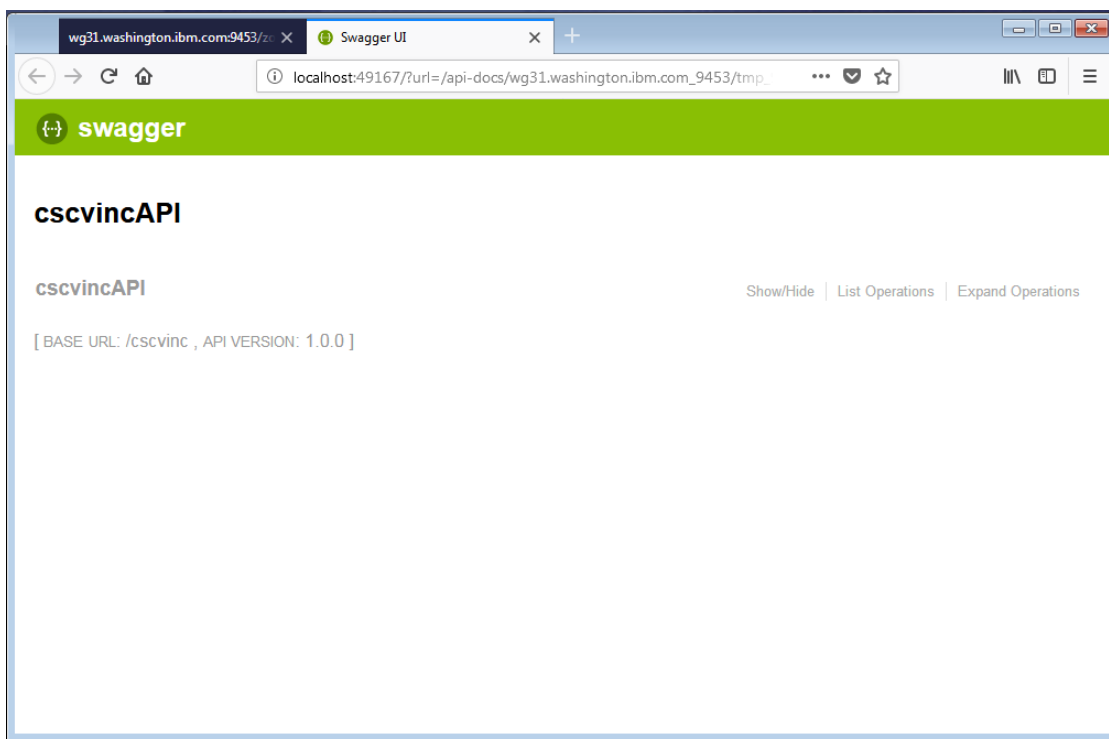 wg31.washington.ibm.com:9453/zo
Swagger UI
localhost:49167/?url=/api-docs/wg31.washington.ibm.com_9453/tmp_
{··} swagger
cscvincAPI
cscvincAPI Show/Hide List Operations Expand Operations
[ BASE URL: /cscvinc , API VERSION: 1.0.0 ]